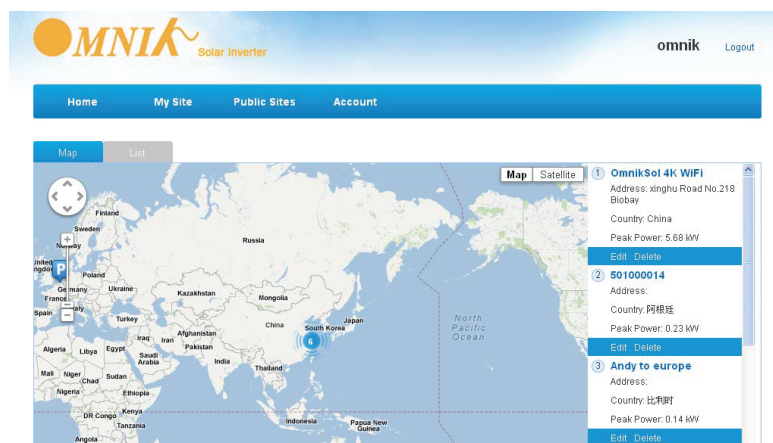 OMNIK Solar Inverter
omnik Logout
Home My Site Public Sites Account
Map List
Map Satellite
Finland
Sweden
Norway
Russia
Poland
Germany
Ukraine
France
Kazakhstan
Mongolia
Spain
Italy
Turkey
China
South Korea
Japan
North
Pacific
Ocean
6
P
Iraq
Iran
Afghanistan
Pakistan
Algeria
Libya
Egypt
Saudi
Arabia
India
Thailand
Mali
Niger
Chad
Sudan
Nigeria
Ethiopia
DR Congo
Kenya
Tanzania
Indonesia
Papua New
Guinea
Angola
1 OmnikSol 4K WiFi
Address: xinghu Road No.218
Biobay
Country: China
Peak Power: 5.68 kW
Edit Delete
2 501000014
Address:
Country: 阿根廷
Peak Power: 0.23 kW
Edit Delete
3 Andy to europe
Address:
Country: 比利时
Peak Power: 0.14 kW
Edit Delete